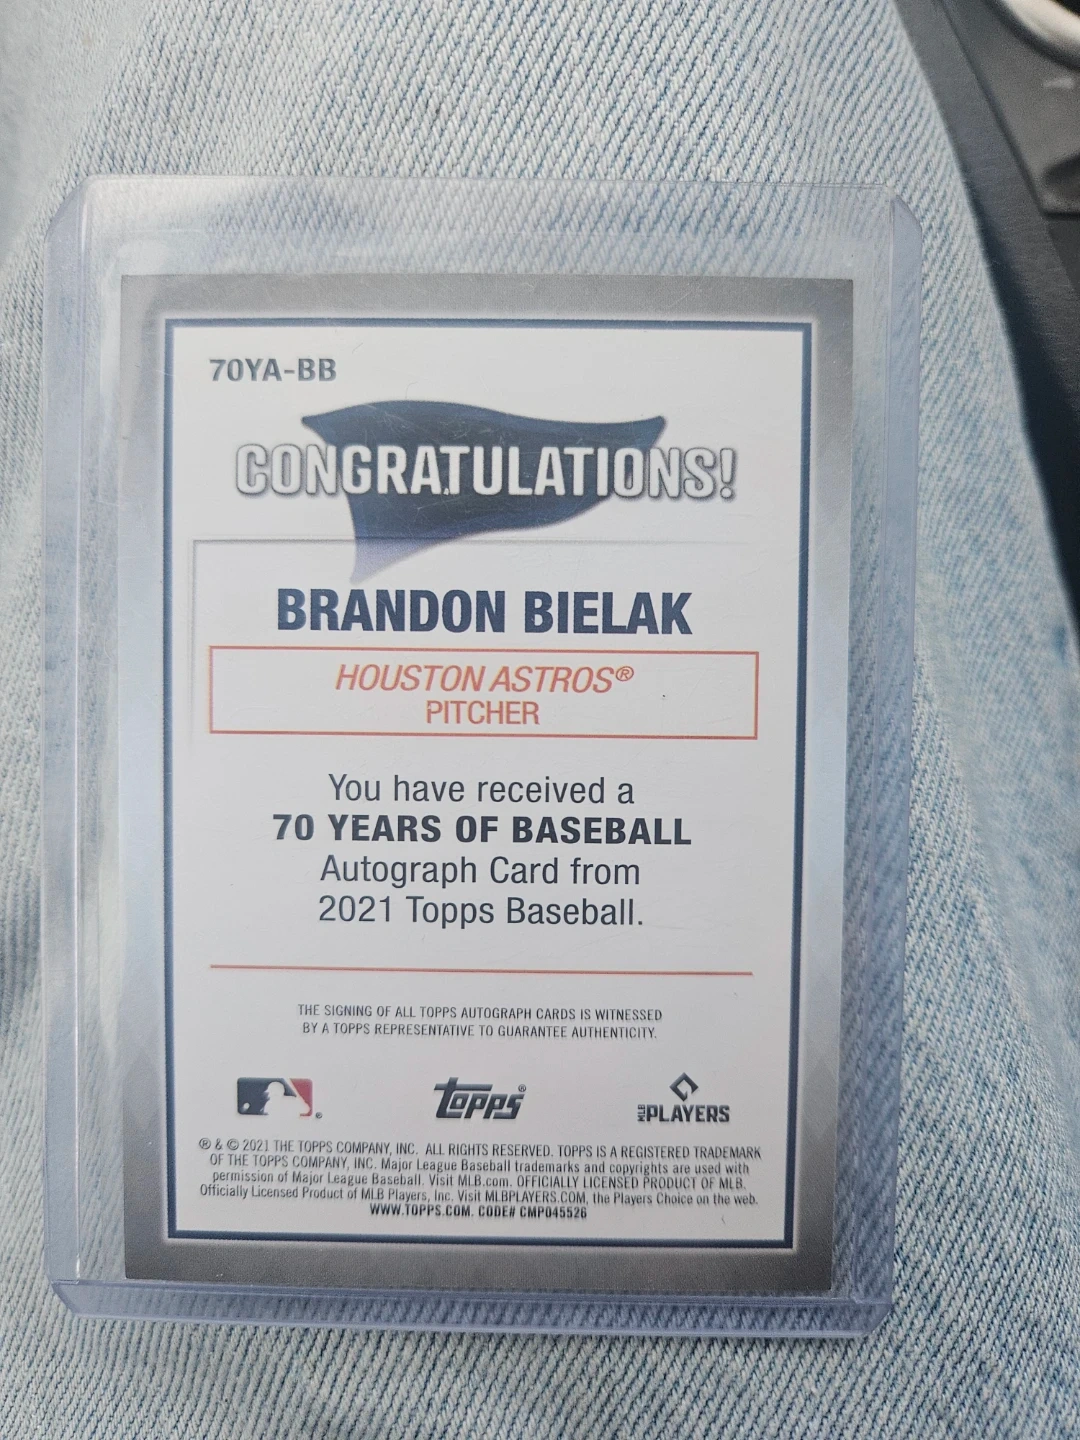 70YA-BB
CONGRATULATIONS!
BRANDON BIELAK
HOUSTON ASTROS®
PITCHER
You have received a
70 YEARS OF BASEBALL
Autograph Card from
2021 Topps Baseball.
THE SIGNING OF ALL TOPPS AUTOGRAPH CARDS IS WITNESSED
BY A TOPPS REPRESENTATIVE TO GUARANTEE AUTHENTICITY.
topps®
MLB PLAYERS
® & © 2021 THE TOPPS COMPANY, INC. ALL RIGHTS RESERVED. TOPPS IS A REGISTERED TRADEMARK
OF THE TOPPS COMPANY, INC. Major League Baseball trademarks and copyrights are used with
permission of Major League Baseball. Visit MLB.com. OFFICIALLY LICENSED PRODUCT OF MLB.
Officially Licensed Product of MLB Players, Inc. Visit MLBPLAYERS.COM, the Players Choice on the web.
WWW.TOPPS.COM. CODE# CMP045526